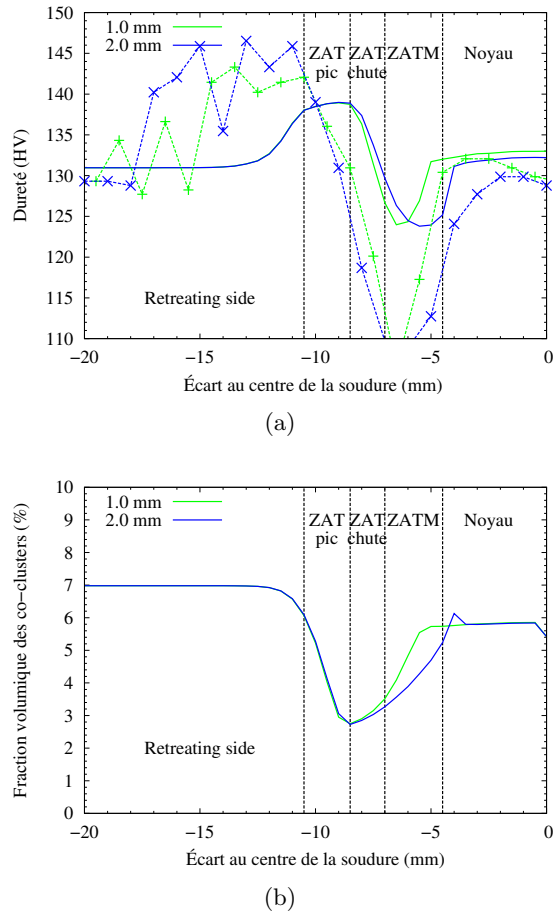 150
145
140
135
130
125
120
115
110
Dureté (HV)
1.0 mm
2.0 mm
ZAT
pic
ZAT
chute
ZATM
Noyau
Retreating side
−20
−15
−10
−5
0
Écart au centre de la soudure (mm)
(a)
10
9
8
7
6
5
4
3
2
1
0
Fraction volumique des co-clusters (%)
1.0 mm
2.0 mm
ZAT
pic
ZAT
chute
ZATM
Noyau
Retreating side
−20
−15
−10
−5
0
Écart au centre de la soudure (mm)
(b)